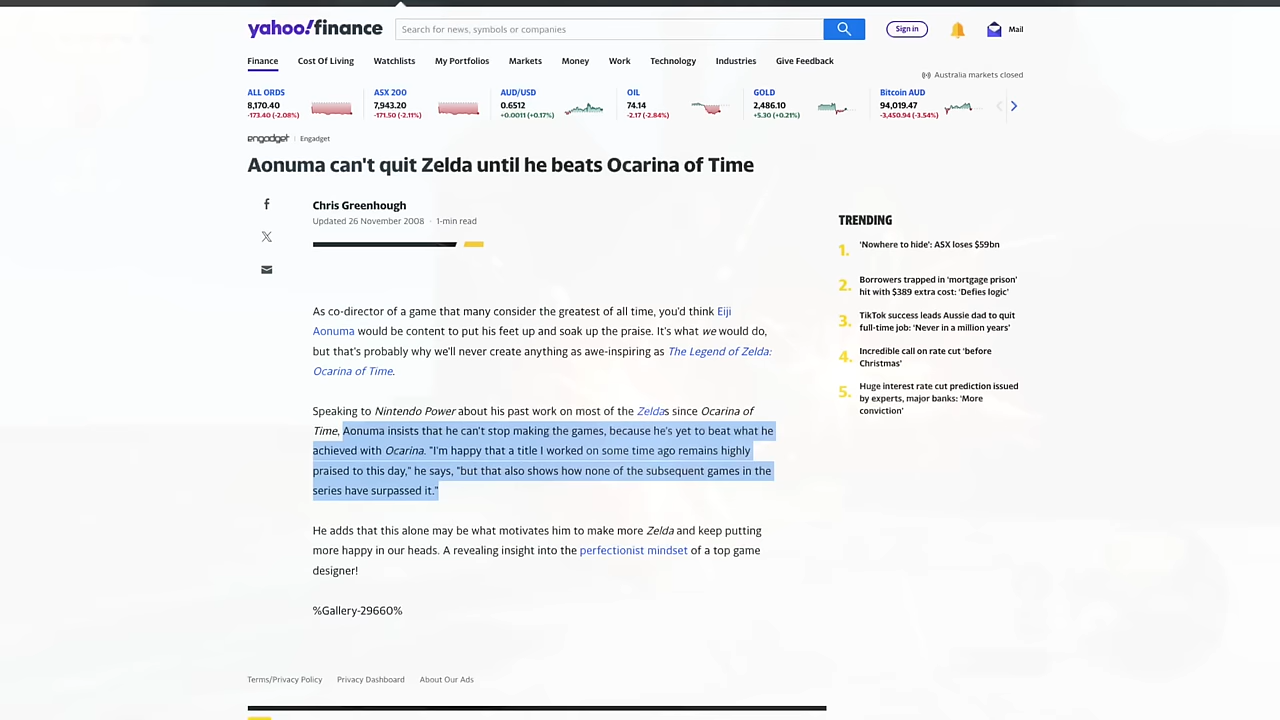 yahoo!finance
Search for news, symbols or companies
Sign in
Mail
Finance Cost Of Living Watchlists My Portfolios Markets Money Work Technology Industries Give Feedback
Australia markets closed
ALL ORDS
8,170.40
-173.40 (-2.08%)
ASX 200
7,943.20
-171.50 (-2.11%)
AUD/USD
0.6512
+0.0011 (+0.17%)
OIL
74.14
-2.17 (-2.84%)
GOLD
2,486.10
+5.30 (+0.21%)
Bitcoin AUD
94,019.47
-3,450.94 (-3.54%)
engadget | Engadget
Aonuma can't quit Zelda until he beats Ocarina of Time
Chris Greenhough
Updated 26 November 2008 · 1-min read
As co-director of a game that many consider the greatest of all time, you'd think Eiji
Aonuma would be content to put his feet up and soak up the praise. It's what we would do,
but that's probably why we'll never create anything as awe-inspiring as The Legend of Zelda:
Ocarina of Time.
Speaking to Nintendo Power about his past work on most of the Zeldas since Ocarina of
Time, Aonuma insists that he can't stop making the games, because he's yet to beat what he
achieved with Ocarina. "I'm happy that a title I worked on some time ago remains highly
praised to this day," he says, "but that also shows how none of the subsequent games in the
series have surpassed it."
He adds that this alone may be what motivates him to make more Zelda and keep putting
more happy in our heads. A revealing insight into the perfectionist mindset of a top game
designer!
%Gallery-29660%
TRENDING
1. 'Nowhere to hide': ASX loses $59bn
2. Borrowers trapped in 'mortgage prison'
hit with $389 extra cost: 'Defies logic'
3. TikTok success leads Aussie dad to quit
full-time job: 'Never in a million years'
4. Incredible call on rate cut 'before
Christmas'
5. Huge interest rate cut prediction issued
by experts, major banks: 'More
conviction'
Terms/Privacy Policy Privacy Dashboard About Our Ads